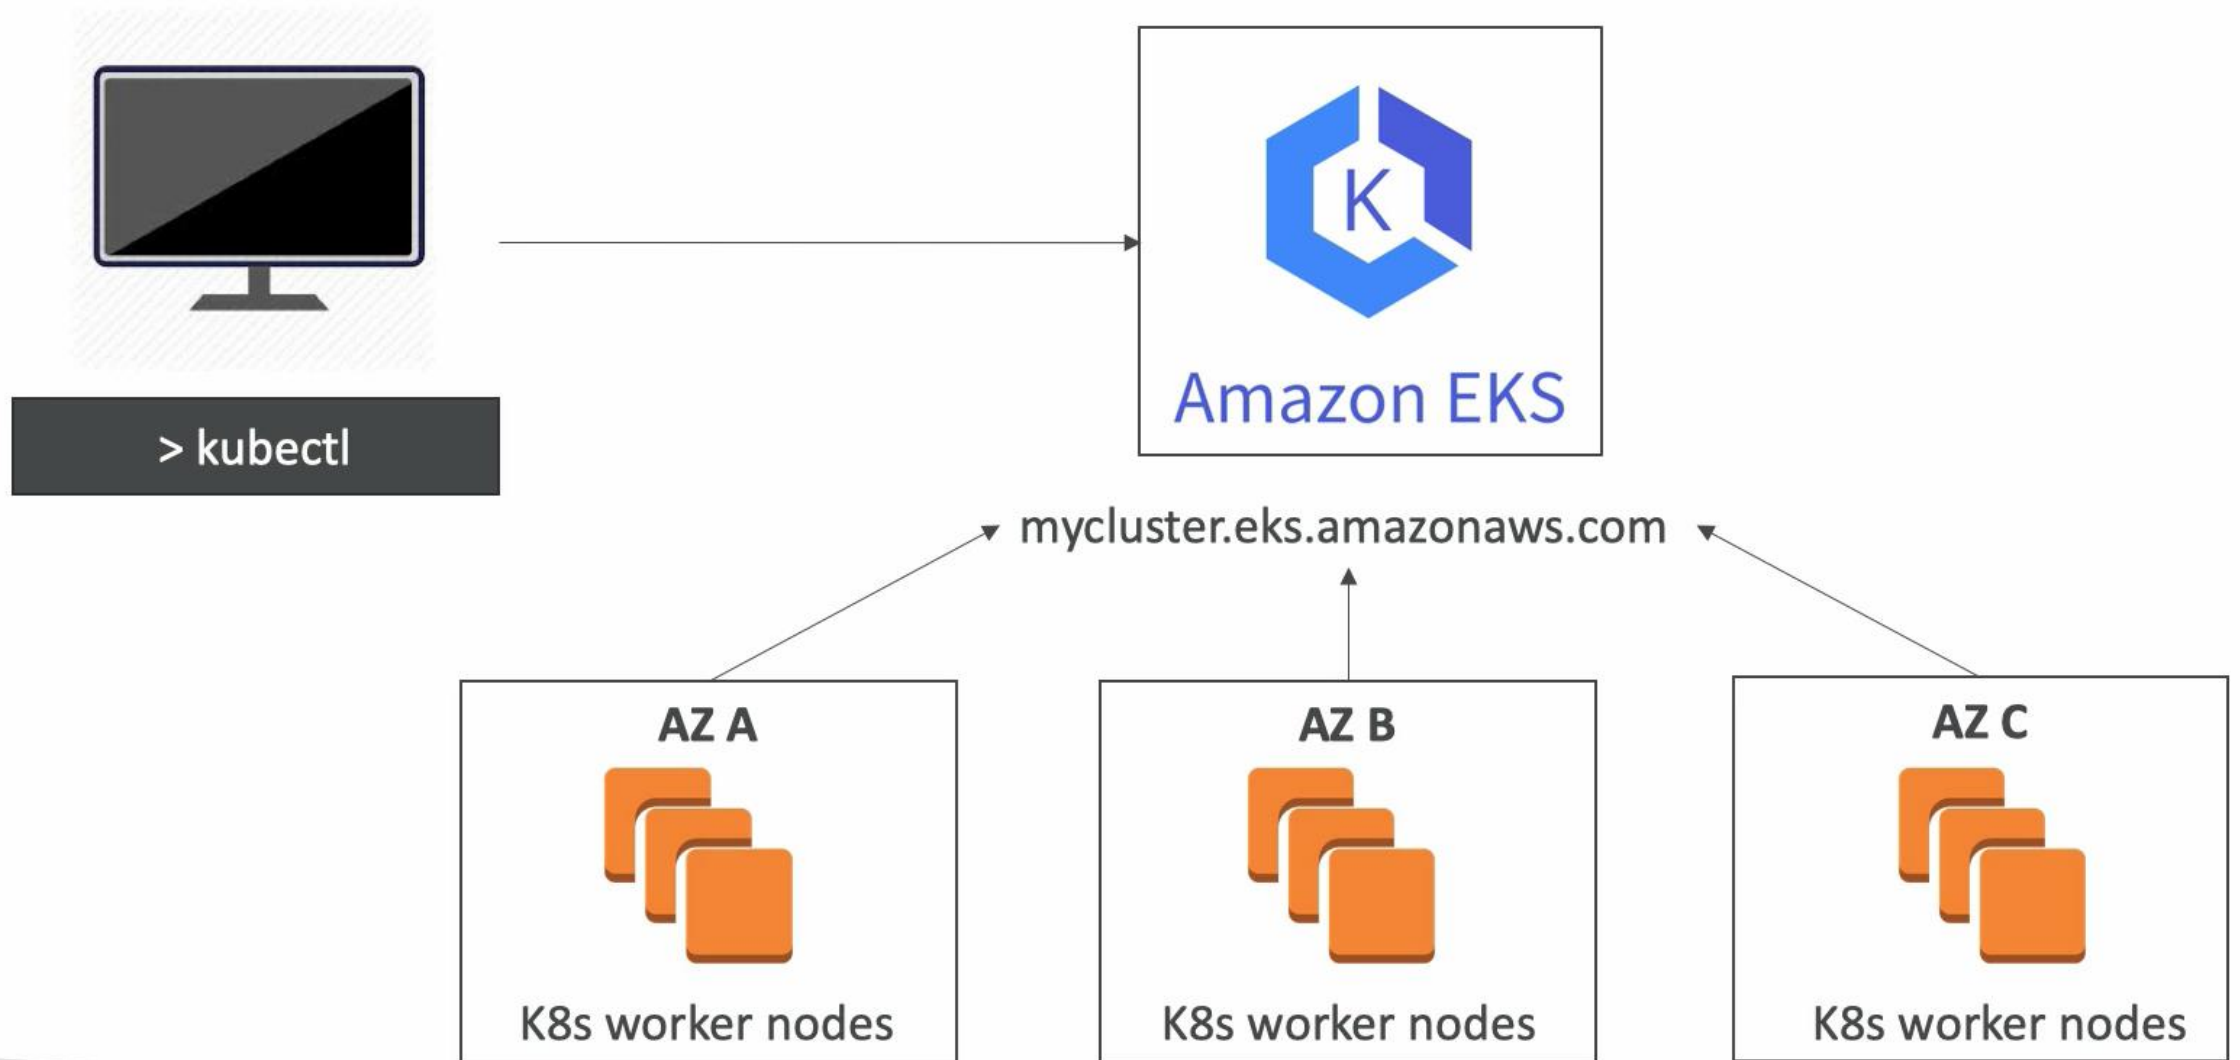 K
Amazon EKS
> kubectl
mycluster.eks.amazonaws.com
AZ A
AZ B
AZ C
K8s worker nodes
K8s worker nodes
K8s worker nodes